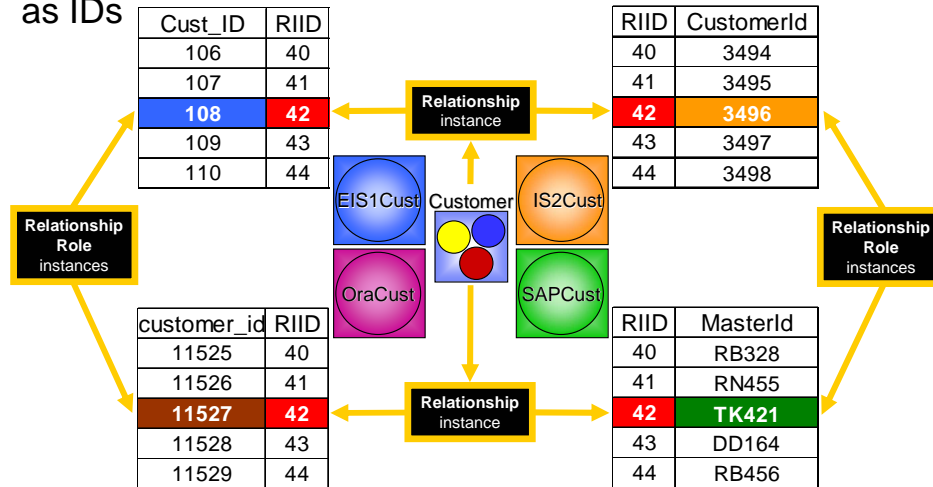 as IDs
Cust_ID RIID
106 40
107 41
108 42
109 43
110 44
RIID CustomerId
40 3494
41 3495
42 3496
43 3497
44 3498
Relationship
instance
EIS1Cust
Customer
IS2Cust
OraCust
SAPCust
Relationship
Role
instances
Relationship
Role
instances
customer_id RIID
11525 40
11526 41
11527 42
11528 43
11529 44
Relationship
instance
RIID MasterId
40 RB328
41 RN455
42 TK421
43 DD164
44 RB456